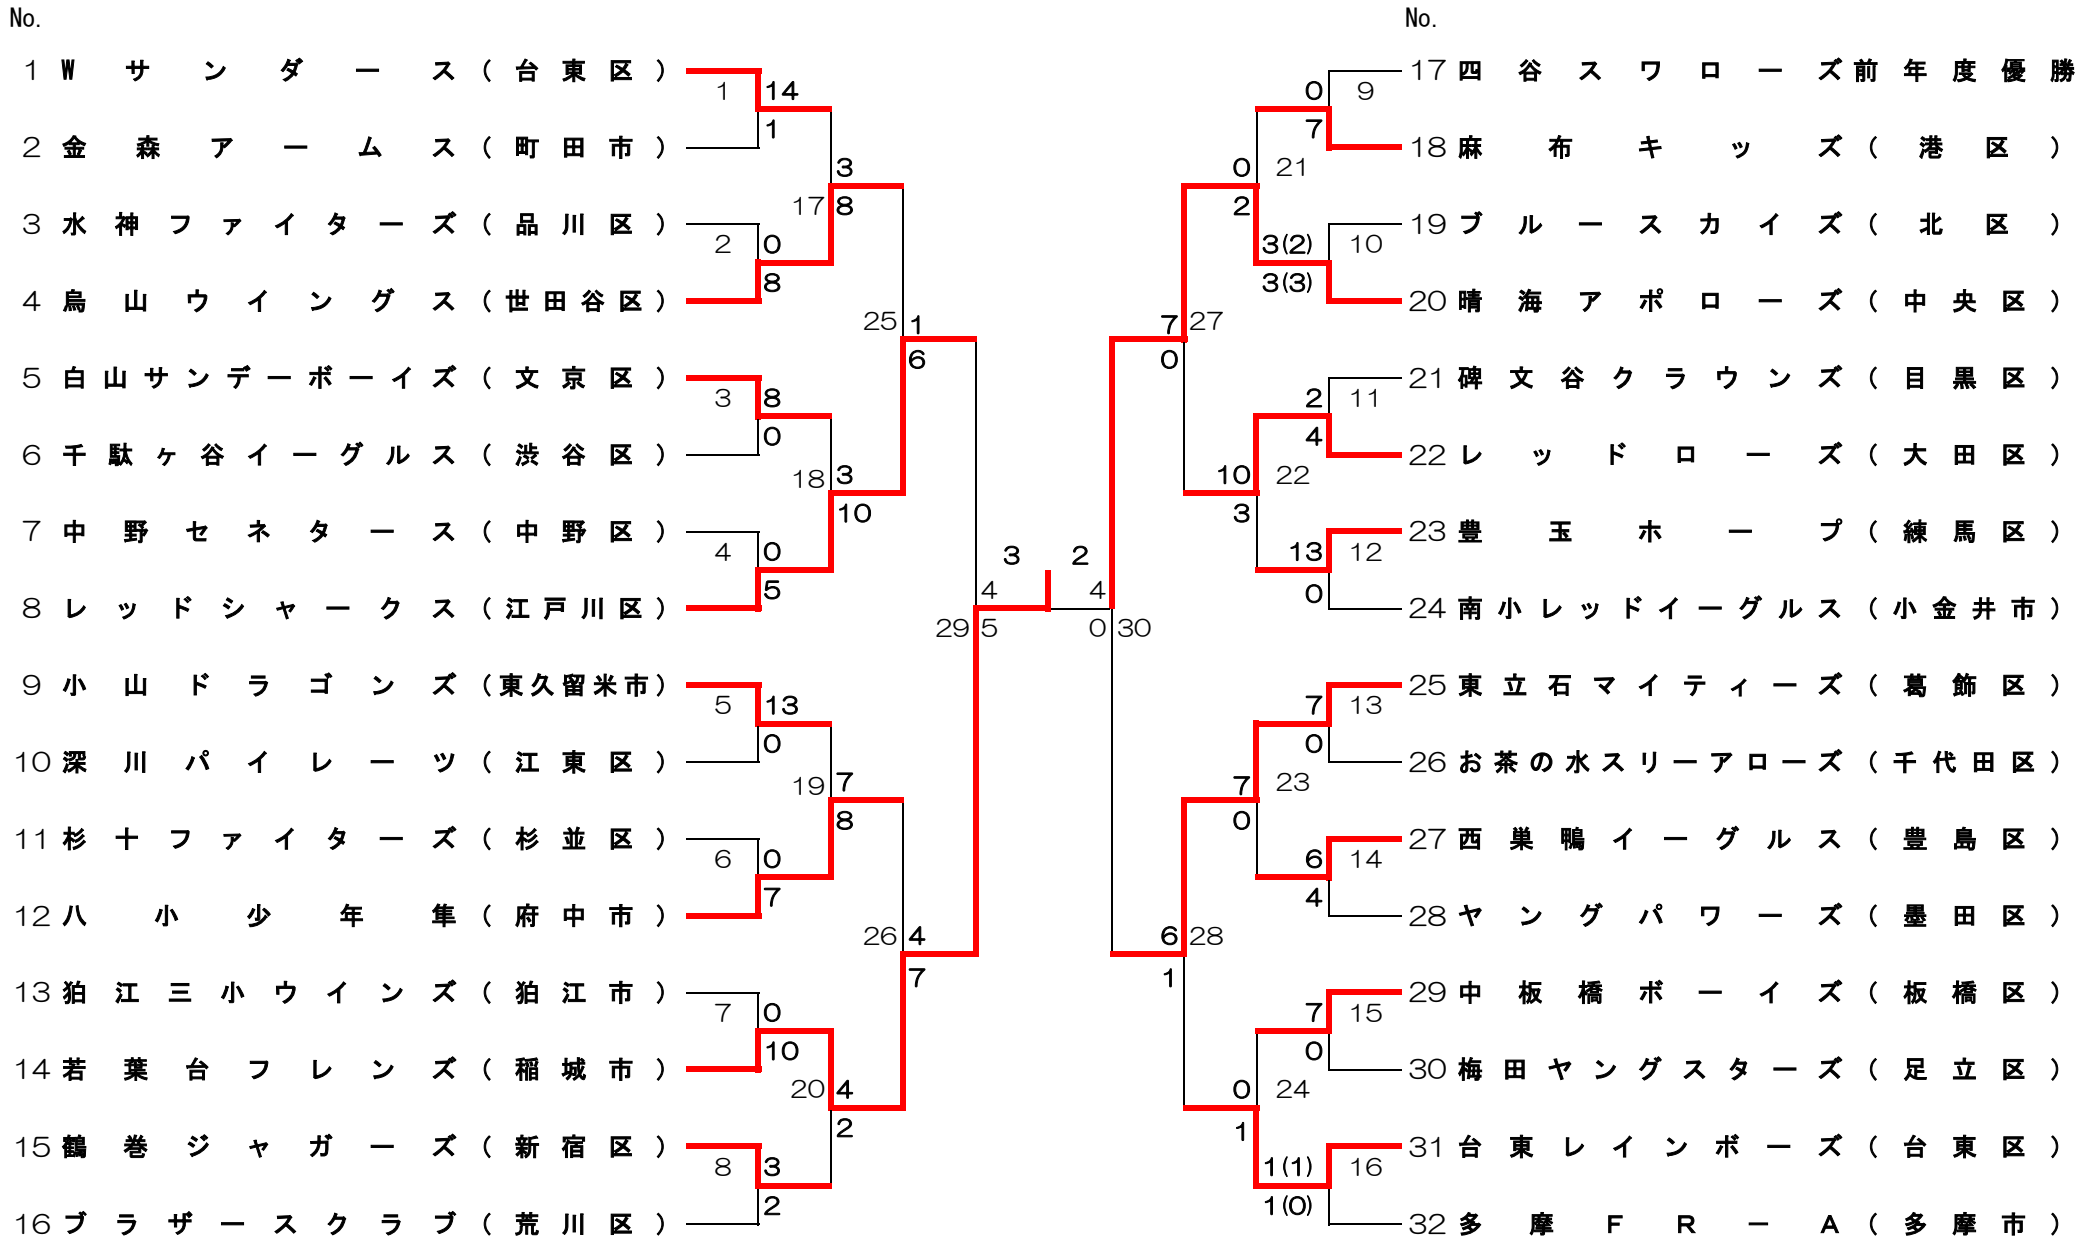 No.
1 Wサンダース(台東区)
1 14
1
2 金森アームス(町田市)
3
17 8
3 水神ファイターズ(品川区)
2 0
8
4 烏山ウイングス(世田谷区)
25 1
6
5 白山サンデーボーイズ(文京区)
3 8
0
6 千駄ヶ谷イーグルス(渋谷区)
18 3
10
7 中野セネタース(中野区)
4 0
5
8 レッドシャークス(江戸川区)
3 2
4
29 5
4
0 30
9 小山ドラゴンズ(東久留米市)
5 13
0
10 深川パイレーツ(江東区)
19 7
8
11 杉十ファイターズ(杉並区)
6 0
7
12 八小少年隼(府中市)
26 4
7
13 狛江三小ウインズ(狛江市)
7 0
10
14 若葉台フレンズ(稲城市)
20 4
2
15 鶴巻ジャガーズ(新宿区)
8 3
2
16 ブラザースクラブ(荒川区)
No.
17 四谷スワローズ前年度優勝
0 9
7
18 麻布キッズ(港区)
0 21
2
19 ブルースカイズ(北区)
3(2) 10
3(3)
20 晴海アポローズ(中央区)
7 27
0
21 碑文谷クラウンズ(目黒区)
2 11
4
22 レッドローズ(大田区)
10 22
3
23 豊玉ホープ(練馬区)
13 12
0
24 南小レッドイーグルス(小金井市)
25 東立石マイティーズ(葛飾区)
7 13
0
26 お茶の水スリーアローズ(千代田区)
7 23
0
27 西巣鴨イーグルス(豊島区)
6 14
4
28 ヤングパワーズ(墨田区)
6 28
1
29 中板橋ボーイズ(板橋区)
7 15
0
30 梅田ヤングスターズ(足立区)
0 24
1
31 台東レインボーズ(台東区)
1(1) 16
1(0)
32 多摩FR-A(多摩市)